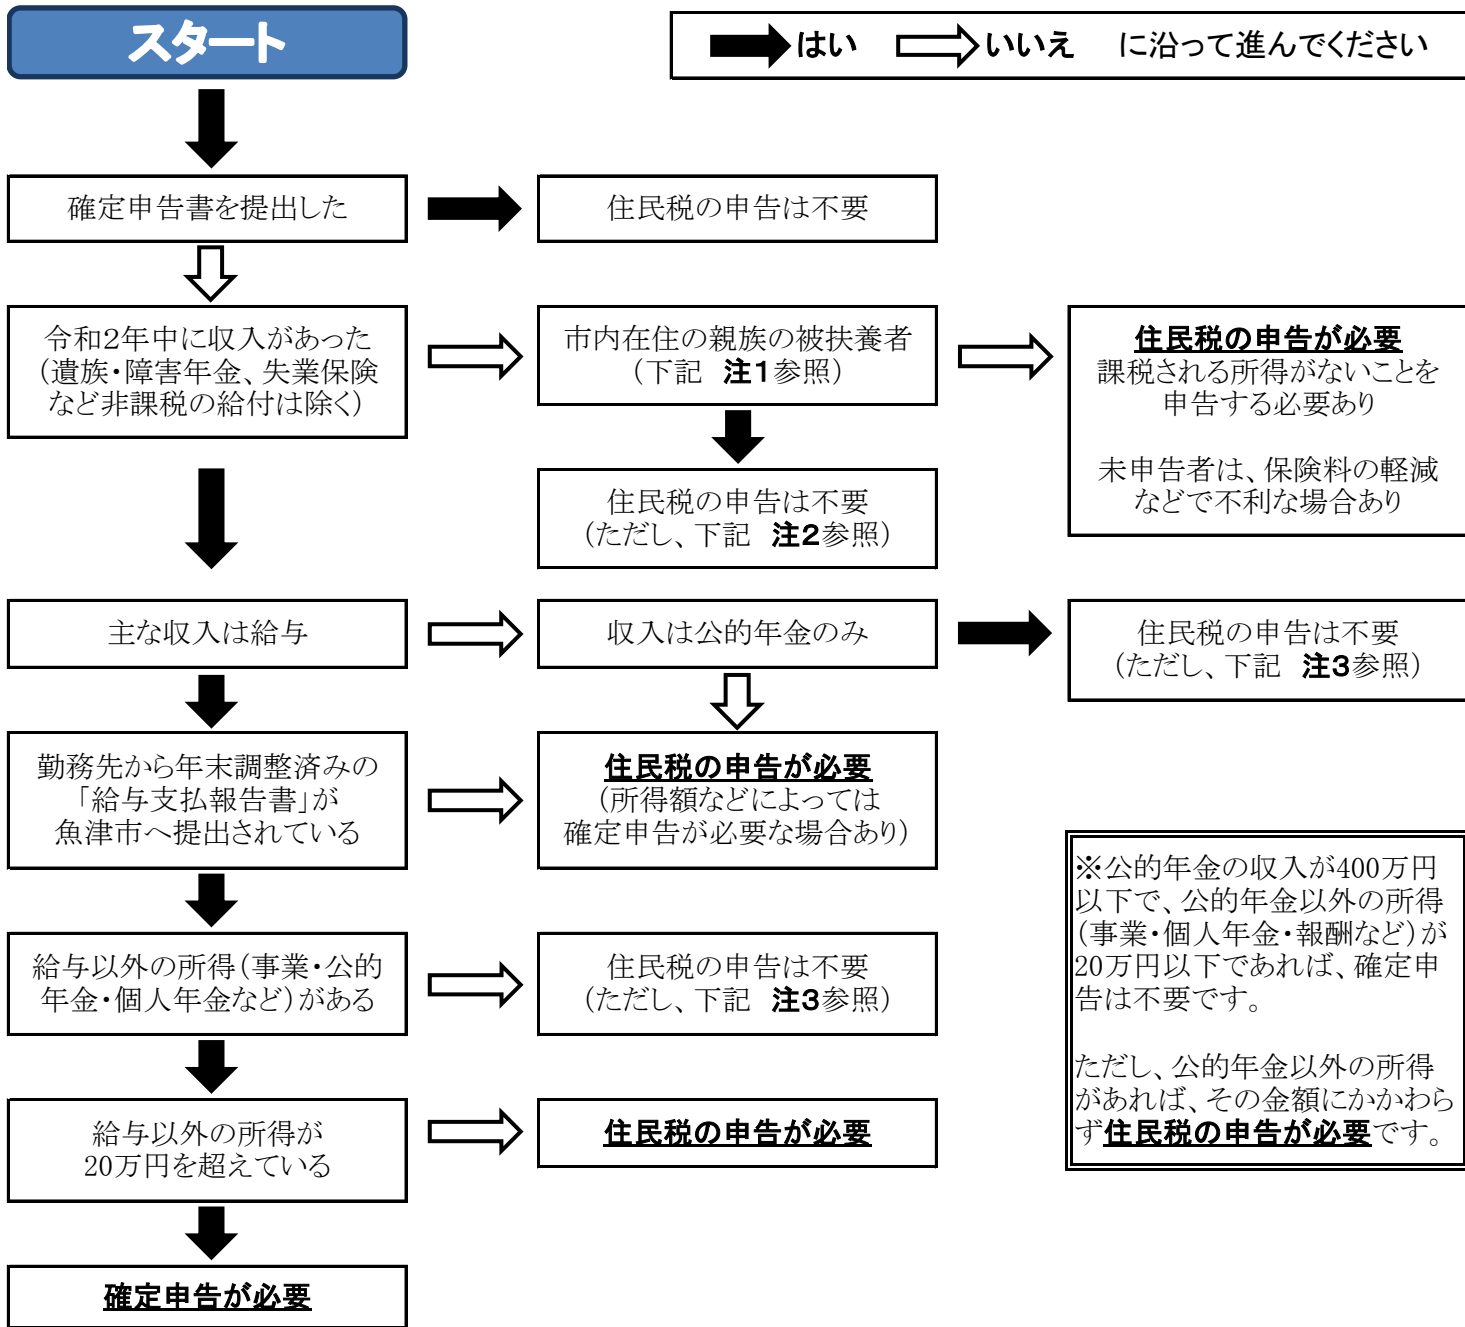 スタート
はい　いいえ　に沿って進んでください
確定申告書を提出した
住民税の申告は不要
令和2年中に収入があった
（遺族・障害年金、失業保険
など非課税の給付は除く）
市内在住の親族の被扶養者
（下記　注1参照）
住民税の申告が必要
課税される所得がないことを
申告する必要あり
未申告者は、保険料の軽減
などで不利な場合あり
住民税の申告は不要
（ただし、下記　注2参照）
主な収入は給与
収入は公的年金のみ
住民税の申告は不要
（ただし、下記　注3参照）
勤務先から年末調整済みの
「給与支払報告書」が
魚津市へ提出されている
住民税の申告が必要
（所得額などによっては
確定申告が必要な場合あり）
給与以外の所得（事業・公的
年金・個人年金など）がある
住民税の申告は不要
（ただし、下記　注3参照）
※公的年金の収入が400万円
以下で、公的年金以外の所得
（事業・個人年金・報酬など）が
20万円以下であれば、確定申
告は不要です。
ただし、公的年金以外の所得
があれば、その金額にかかわら
ず住民税の申告が必要です。
給与以外の所得が
20万円を超えている
住民税の申告が必要
確定申告が必要